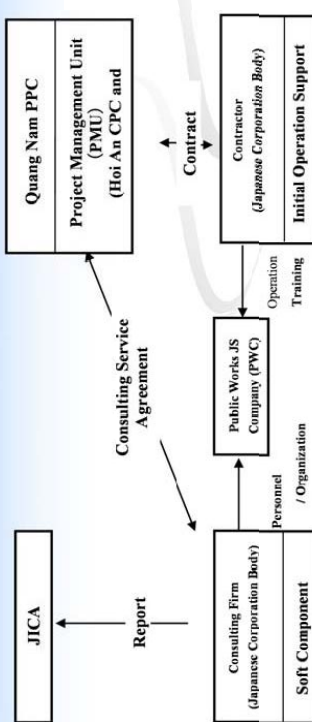 JICA
Quang Nam PPC
Project Management Unit
(PMU)
(Hoi An CPC and
Report
Consulting Service
Agreement
Contract
Consulting Firm
(Japanese Corporation Body)
Soft Component
Personnel
/ Organization
Public Works JS
Company (PWC)
Operation
Training
Contractor
(Japanese Corporation Body)
Initial Operation Support